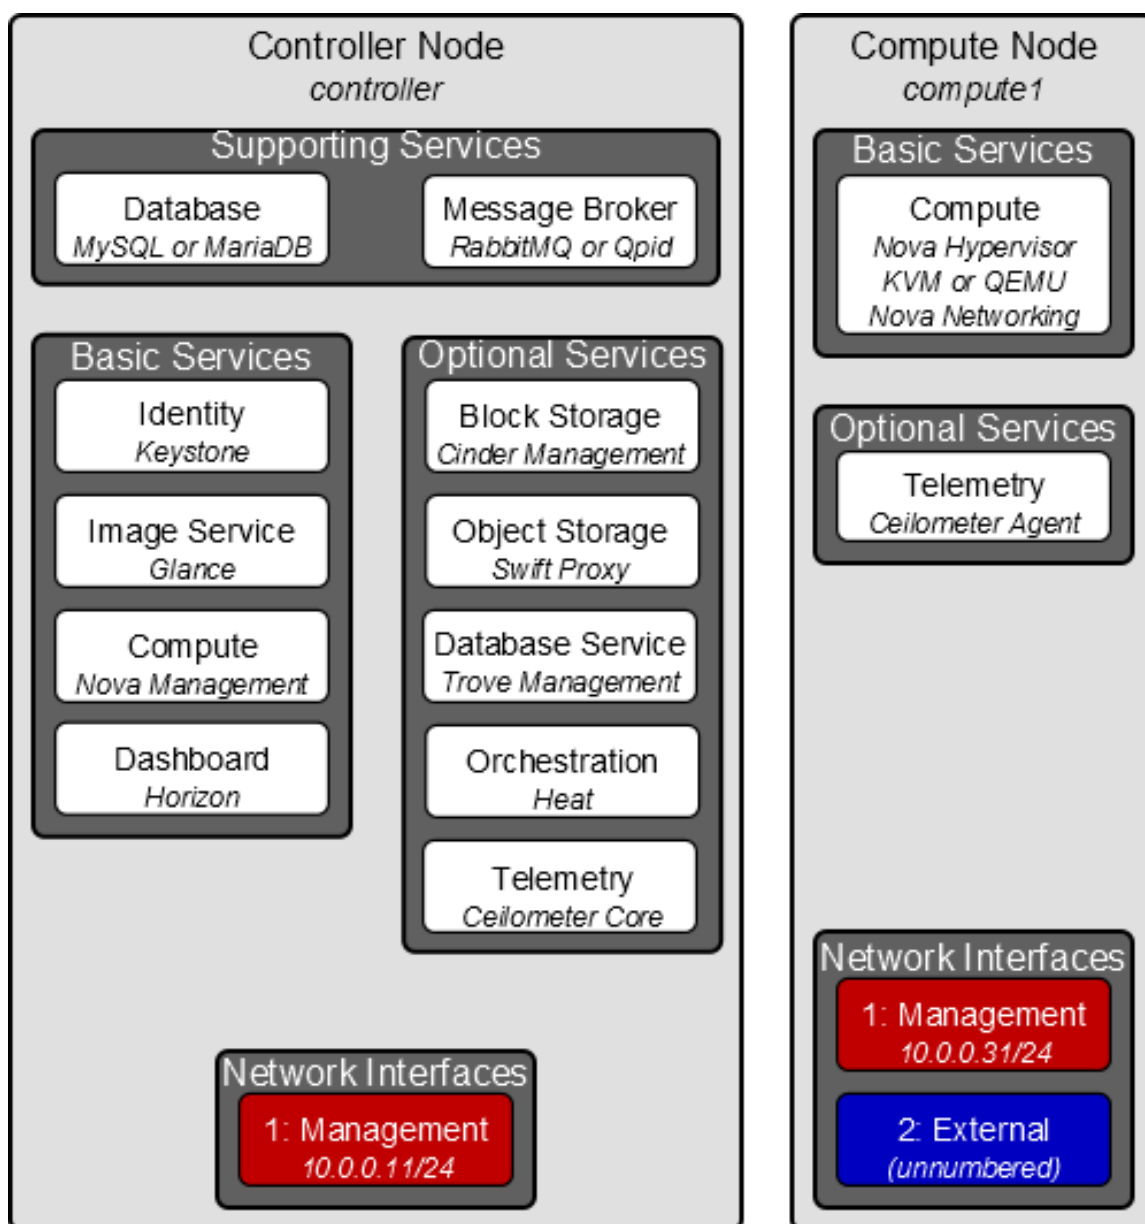 Controller Node
controller
Supporting Services
Database
MySQL or MariaDB
Message Broker
RabbitMQ or Qpid
Basic Services
Identity
Keystone
Image Service
Glance
Compute
Nova Management
Dashboard
Horizon
Optional Services
Block Storage
Cinder Management
Object Storage
Swift Proxy
Database Service
Trove Management
Orchestration
Heat
Telemetry
Ceilometer Core
Network Interfaces
1: Management
10.0.0.11/24
Compute Node
compute1
Basic Services
Compute
Nova Hypervisor
KVM or QEMU
Nova Networking
Optional Services
Telemetry
Ceilometer Agent
Network Interfaces
1: Management
10.0.0.31/24
2: External
(unnumbered)